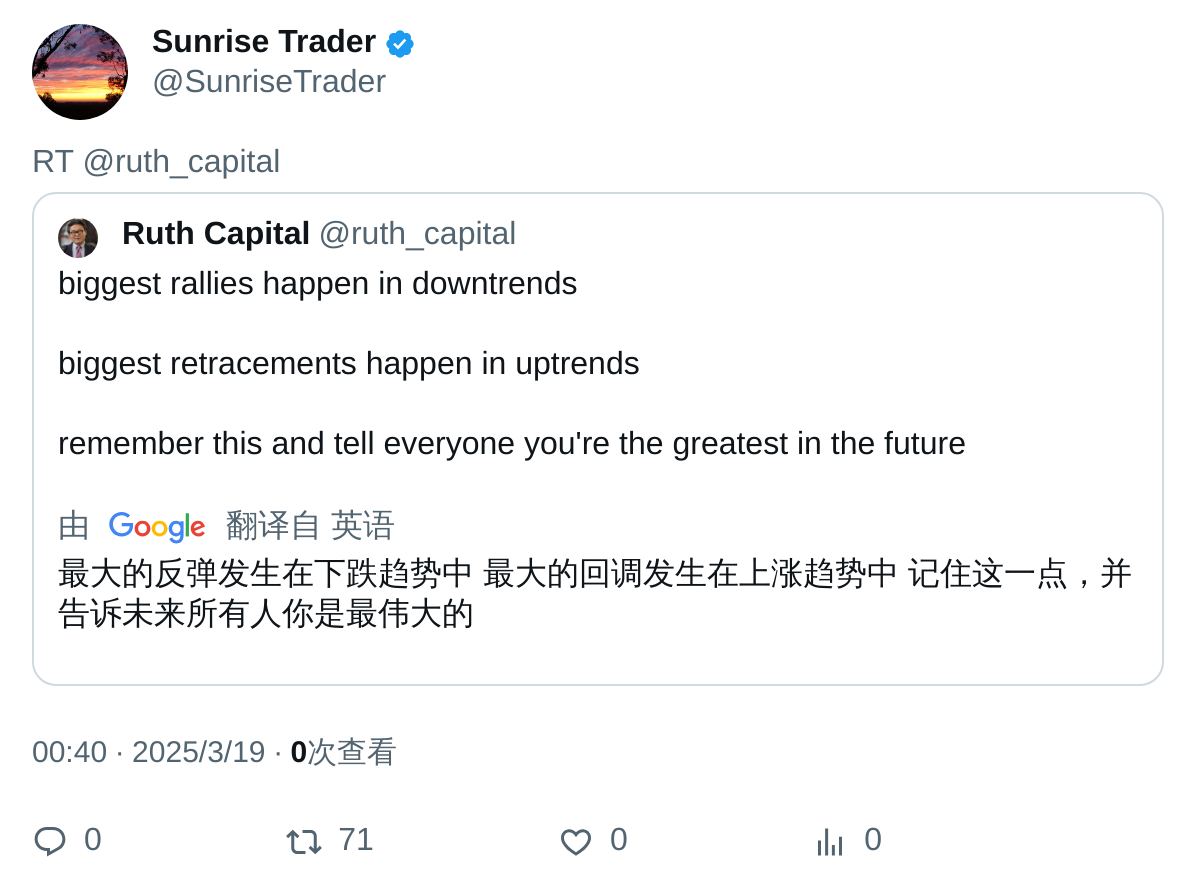 Sunrise Trader
@SunriseTrader
RT @ruth_capital
Ruth Capital @ruth_capital
biggest rallies happen in downtrends
biggest retracements happen in uptrends
remember this and tell everyone you're the greatest in the future
由 Google 翻译自 英语
最大的反弹发生在下跌趋势中 最大的回调发生在上涨趋势中 记住这一点，并
告诉未来所有人你是最伟大的
00:40 · 2025/3/19 · 0次查看
0 71 0 0